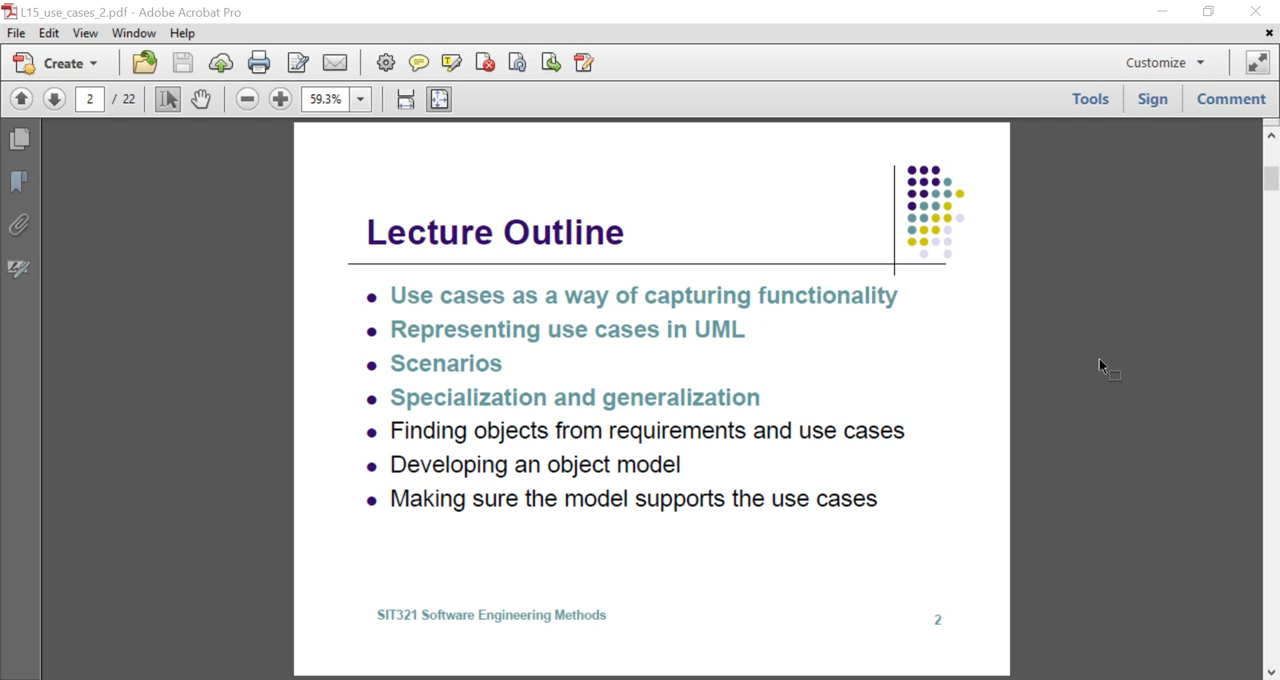 L15_use_cases_2.pdf - Adobe Acrobat Pro
File Edit View Window Help
Create Customize
2 / 22 59.3% Tools Sign Comment
Lecture Outline
Use cases as a way of capturing functionality
Representing use cases in UML
Scenarios
Specialization and generalization
Finding objects from requirements and use cases
Developing an object model
Making sure the model supports the use cases
SIT321 Software Engineering Methods
2